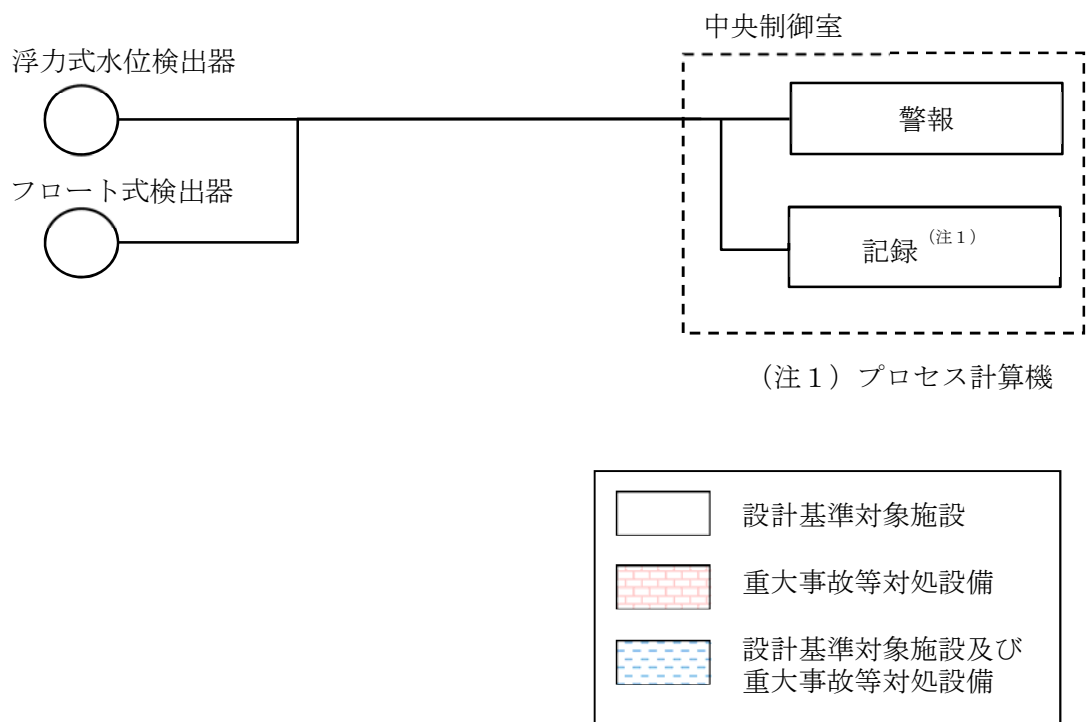 中央制御室
浮力式水位検出器
警報
フロート式検出器
記録（注１）
（注１）プロセス計算機
設計基準対象施設
重大事故等対処設備
設計基準対象施設及び
重大事故等対処設備